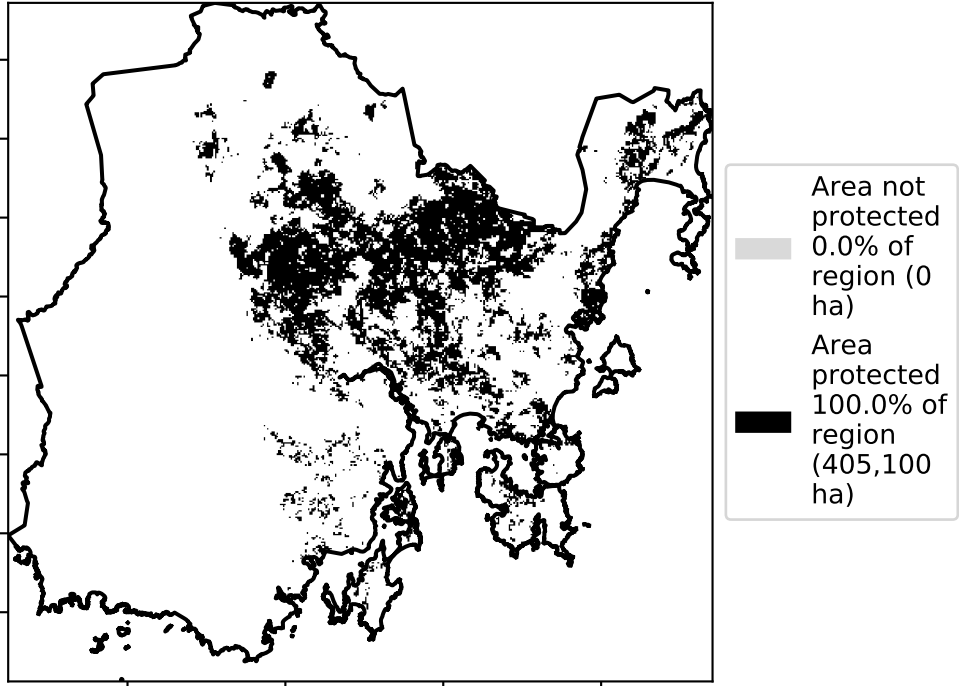 Area not
protected
0.0% of
region (0
ha)
Area
protected
100.0% of
region
(405,100
ha)